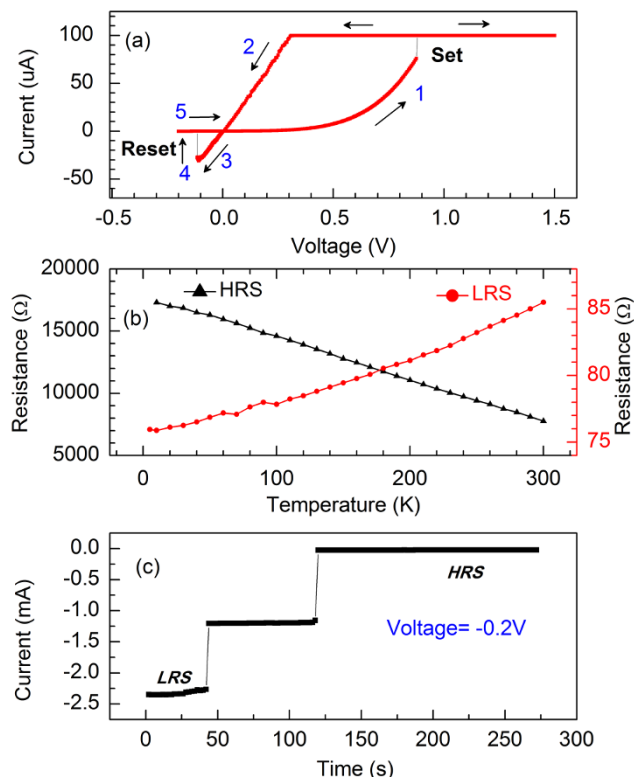 (a)
Current (uA)
100
50
0
-50
2
Set
1
5
Reset
4
3
-0.5
0.0
0.5
1.0
1.5
Voltage (V)
(b)
Resistance (Ω)
20000
15000
10000
5000
HRS
LRS
85
80
75
Resistance (Ω)
0
100
200
300
Temperature (K)
(c)
Current (mA)
0.0
-0.5
-1.0
-1.5
-2.0
-2.5
HRS
Voltage= -0.2V
LRS
0
50
100
150
200
250
Time (s)